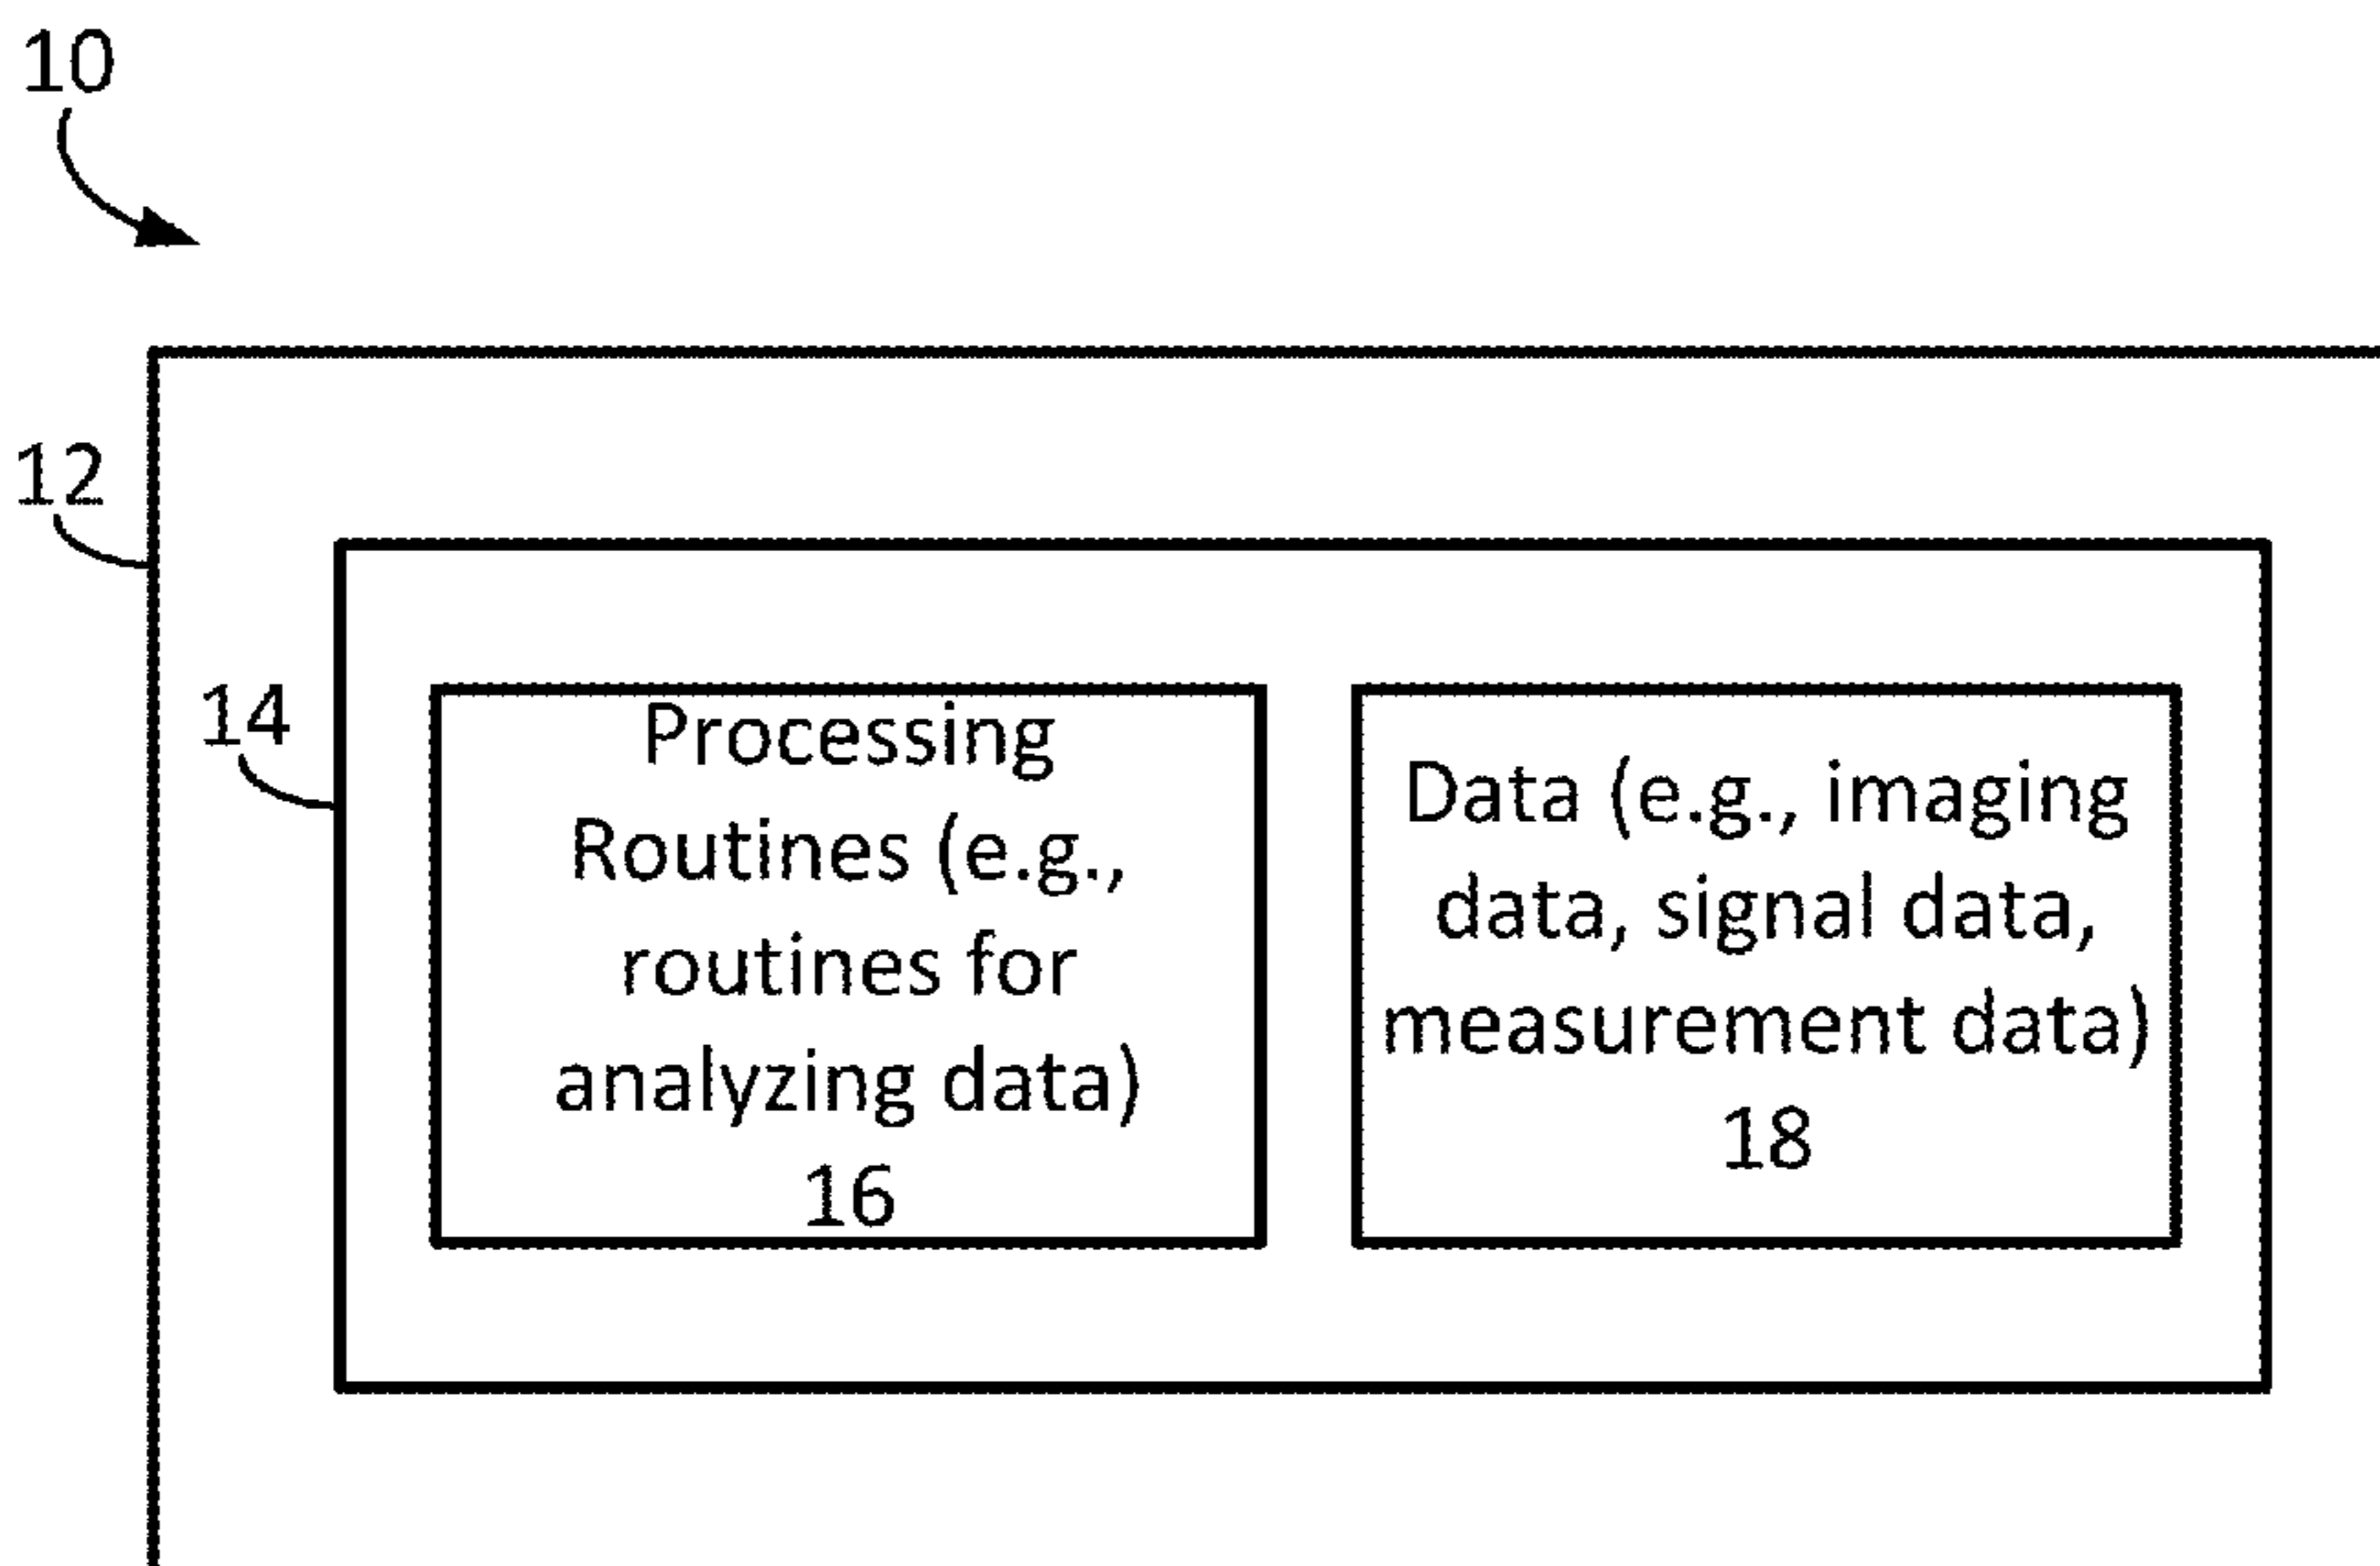 10
12
14
Processing
Routines (e.g.,
routines for
analyzing data)
16
Data (e.g., imaging
data, signal data,
measurement data)
18